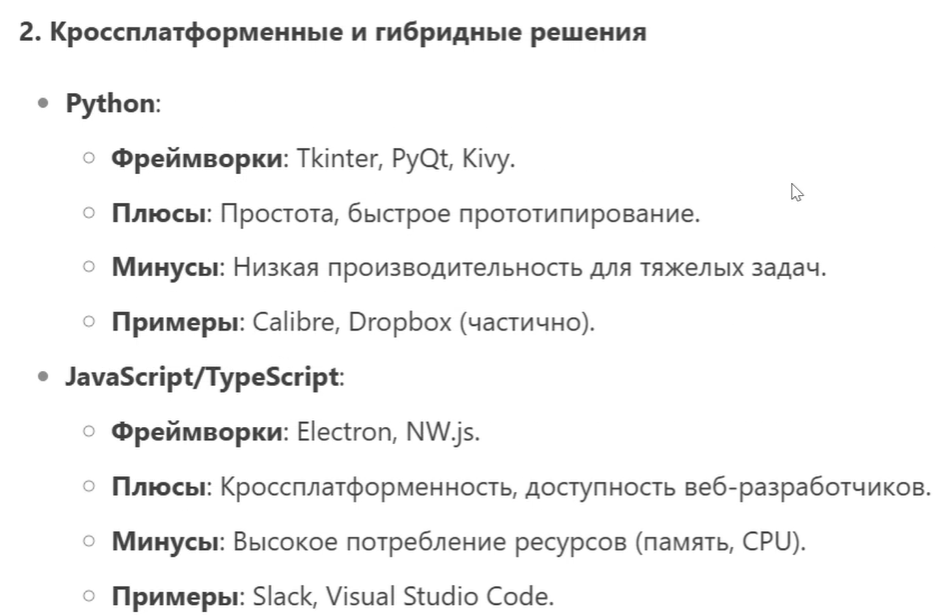 2. Кроссплатформенные и гибридные решения
Python:
Фреймворки: Tkinter, PyQt, Kivy.
Плюсы: Простота, быстрое прототипирование.
Минусы: Низкая производительность для тяжелых задач.
Примеры: Calibre, Dropbox (частично).
JavaScript/TypeScript:
Фреймворки: Electron, NW.js.
Плюсы: Кроссплатформенность, доступность веб-разработчиков.
Минусы: Высокое потребление ресурсов (память, CPU).
Примеры: Slack, Visual Studio Code.